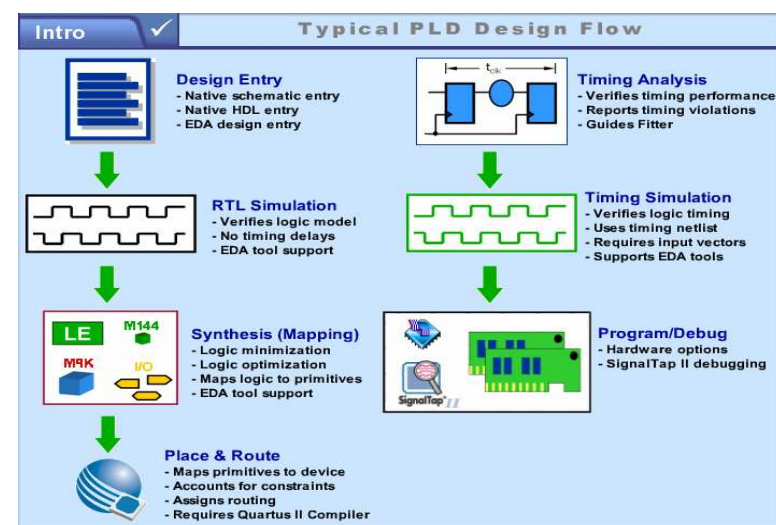 Intro
Typical PLD Design Flow
Design Entry
- Native schematic entry
- Native HDL entry
- EDA design entry
RTL Simulation
- Verifies logic model
- No timing delays
- EDA tool support
LE
M144
M9K
I/O
Synthesis (Mapping)
- Logic minimization
- Logic optimization
- Maps logic to primitives
- EDA tool support
Place & Route
- Maps primitives to device
- Accounts for constraints
- Assigns routing
- Requires Quartus II Compiler
tclk
Timing Analysis
- Verifies timing performance
- Reports timing violations
- Guides Fitter
Timing Simulation
- Verifies logic timing
- Uses timing netlist
- Requires input vectors
- Supports EDA tools
SignalTap II
Program/Debug
- Hardware options
- SignalTap II debugging